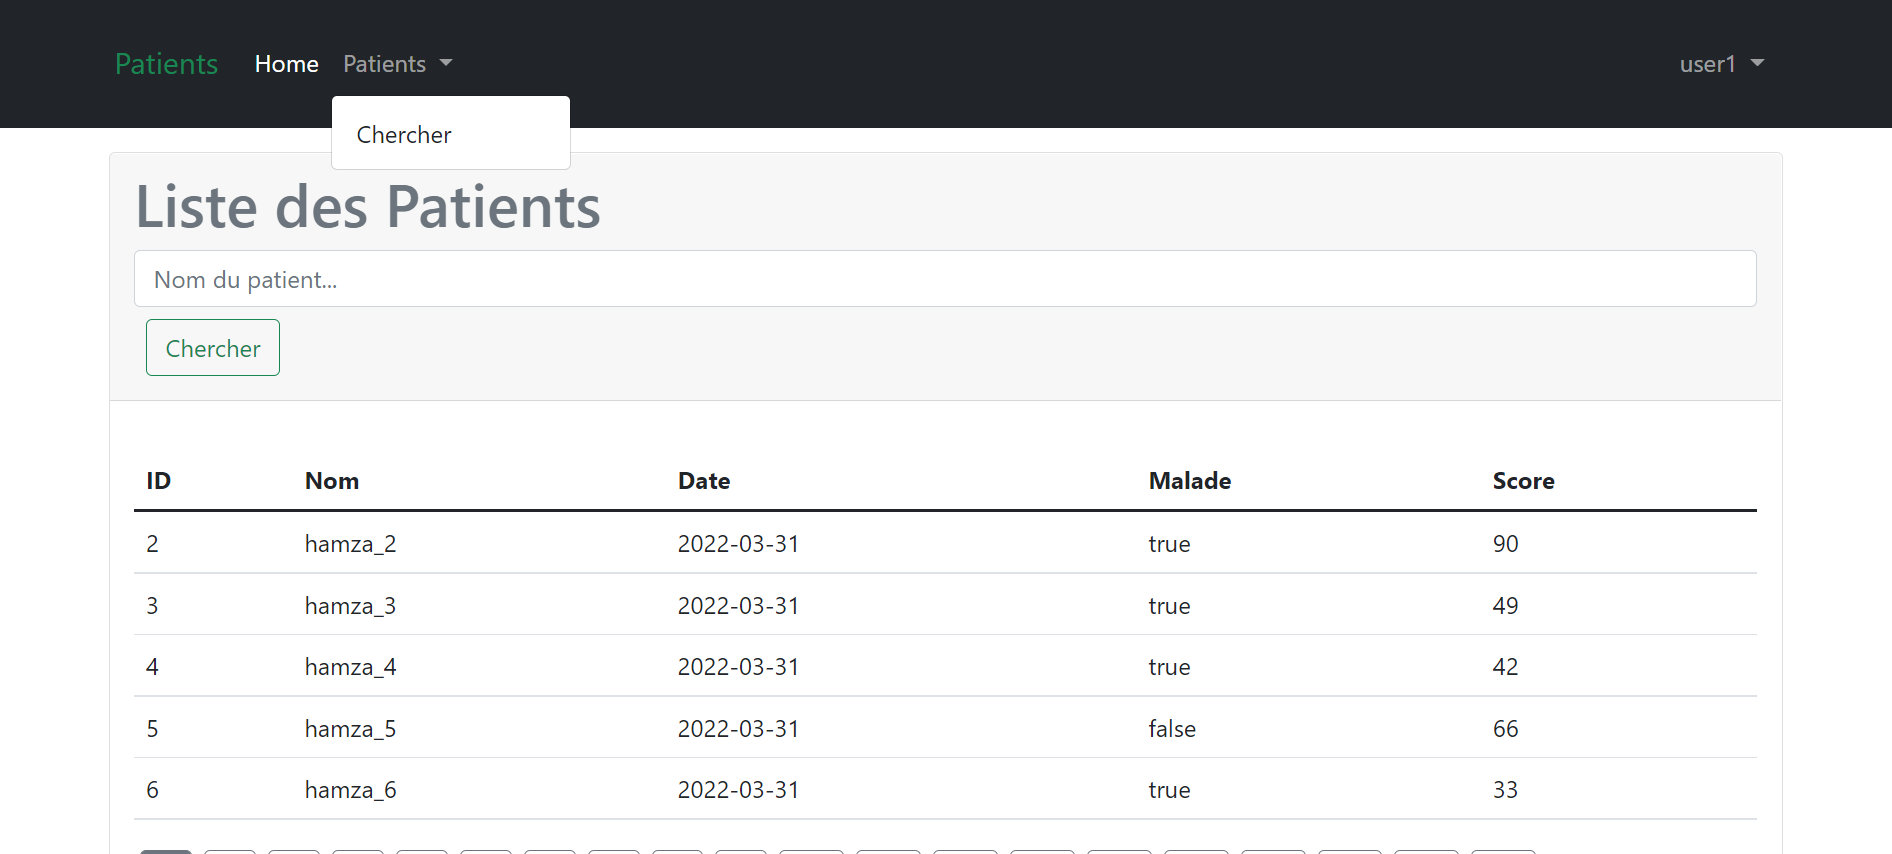 Patients Home Patients user1
Chercher
Liste des Patients
Nom du patient...
Chercher
ID Nom Date Malade Score
2 hamza_2 2022-03-31 true 90
3 hamza_3 2022-03-31 true 49
4 hamza_4 2022-03-31 true 42
5 hamza_5 2022-03-31 false 66
6 hamza_6 2022-03-31 true 33